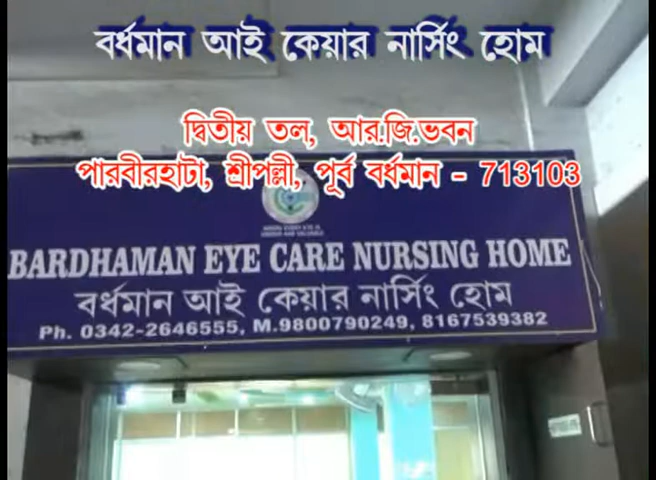 বর্ধমান আই কেয়ার নার্সিং হোম
দ্বিতীয় তল, আর.জি.ভবন
পারবীরহাটা, শ্রীপল্লী, পূর্ব বর্ধমান - 713103
BARDHAMAN EYE CARE NURSING HOME
বর্ধমান আই কেয়ার নার্সিং হোম
Ph. 0342-2646555, M.9800790249, 8167539382